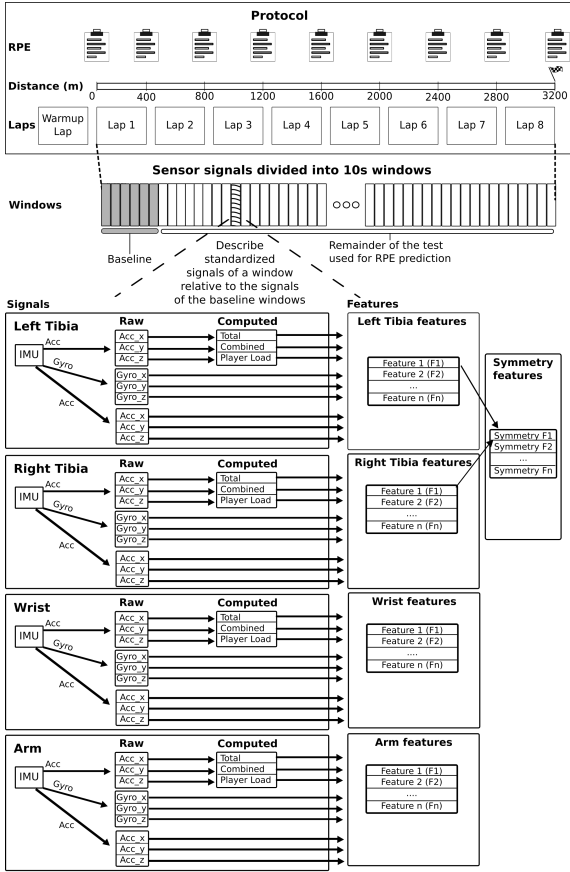 Protocol
RPE
Distance (m)
0 400 800 1200 1600 2000 2400 2800 3200
Laps
Warmup
Lap
Lap 1 Lap 2 Lap 3 Lap 4 Lap 5 Lap 6 Lap 7 Lap 8
Sensor signals divided into 10s windows
Windows
Baseline
Describe
standardized
signals of a window
relative to the signals
of the baseline windows
Remainder of the test
used for RPE prediction
Signals
Features
Left Tibia
Raw
Computed
IMU
Acc
Gyro
Acc
Acc_x
Acc_y
Acc_z
Total
Combined
Player Load
Gyro_x
Gyro_y
Gyro_z
Acc_x
Acc_y
Acc_z
Left Tibia features
Feature 1 (F1)
Feature 2 (F2)
...
Feature n (Fn)
Symmetry
features
Symmetry F1
Symmetry F2
...
Symmetry Fn
Right Tibia
Raw
Computed
IMU
Acc
Gyro
Acc
Acc_x
Acc_y
Acc_z
Total
Combined
Player Load
Gyro_x
Gyro_y
Gyro_z
Acc_x
Acc_y
Acc_z
Right Tibia features
Feature 1 (F1)
Feature 2 (F2)
....
Feature n (Fn)
Wrist
Raw
Computed
IMU
Acc
Gyro
Acc
Acc_x
Acc_y
Acc_z
Total
Combined
Player Load
Gyro_x
Gyro_y
Gyro_z
Acc_x
Acc_y
Acc_z
Wrist features
Feature 1 (F1)
Feature 2 (F2)
....
Feature n (Fn)
Arm
Raw
Computed
IMU
Acc
Gyro
Acc
Acc_x
Acc_y
Acc_z
Total
Combined
Player Load
Gyro_x
Gyro_y
Gyro_z
Acc_x
Acc_y
Acc_z
Arm features
Feature 1 (F1)
Feature 2 (F2)
....
Feature n (Fn)